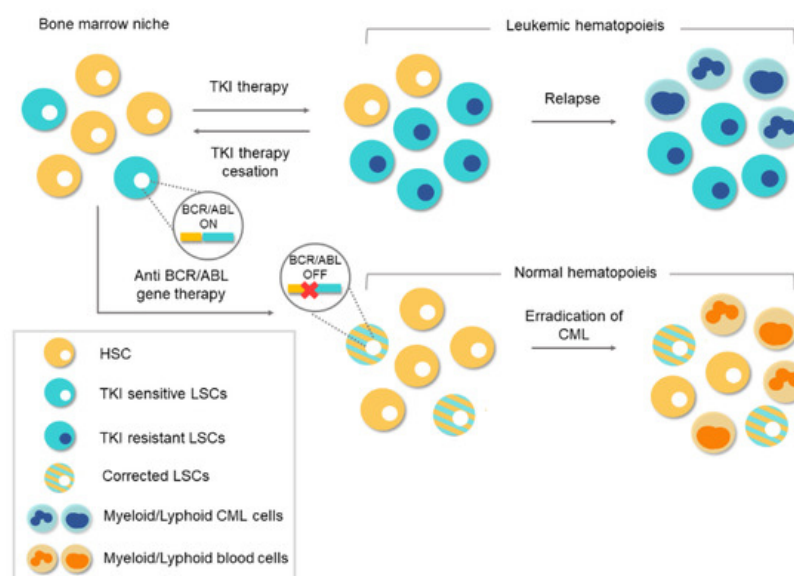 Bone marrow niche
Leukemic hematopoieis
TKI therapy
TKI therapy
cesation
Relapse
BCR/ABL
ON
Anti BCR/ABL
gene therapy
BCR/ABL
OFF
Normal hematopoieis
Erradication of
CML
HSC
TKI sensitive LSCs
TKI resistant LSCs
Corrected LSCs
Myeloid/Lyphoid CML cells
Myeloid/Lyphoid blood cells